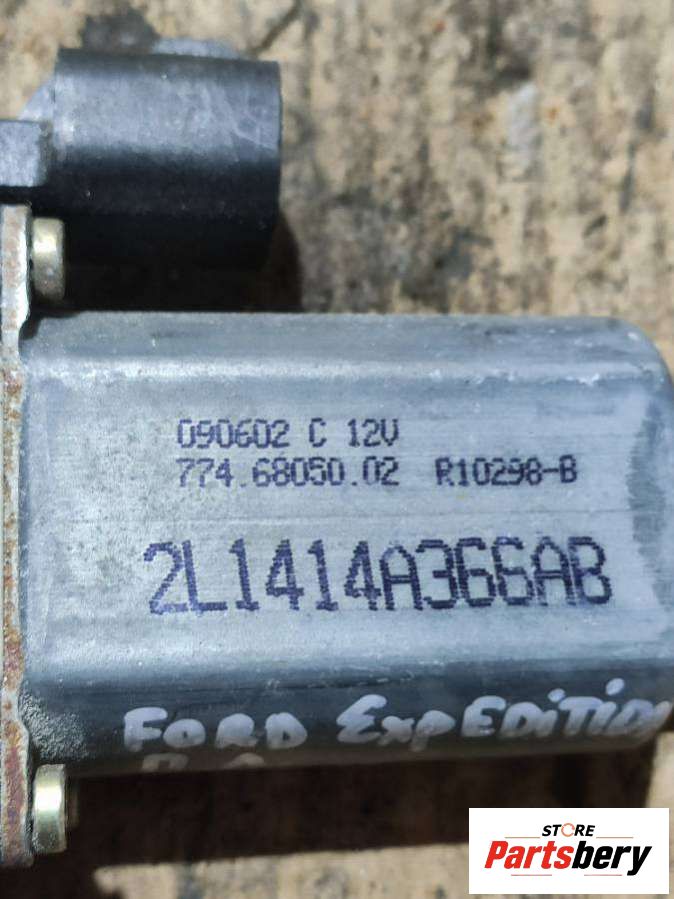 090602 C 12V
774.68050.02 R10298-B
2L1414A366AB
FORD EXPEDITION
STORE
Partsbery